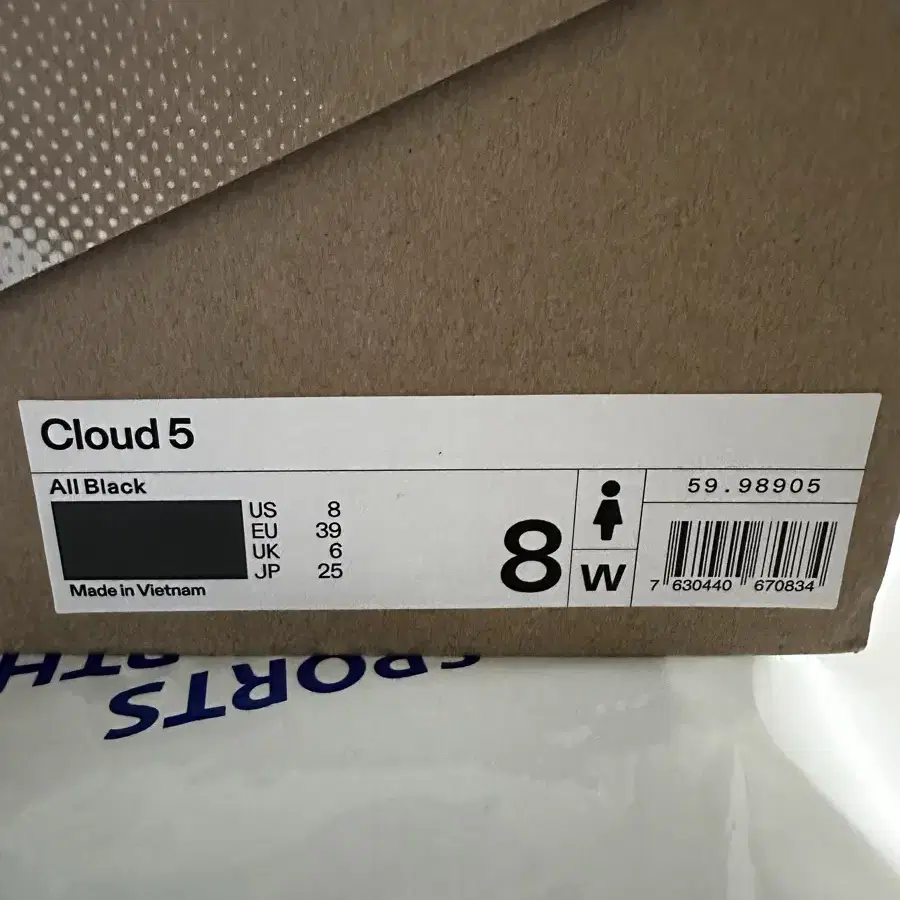 Cloud 5
All Black
US 8
EU 39
UK 6
JP 25
Made in Vietnam
8
W
59.98905
7 630440 670834
SPORTS
SPORTS